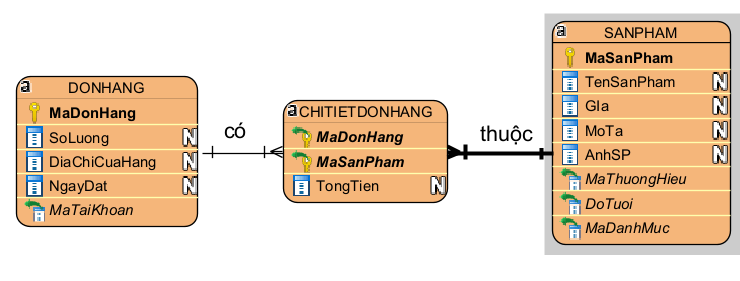 DONHANG
MaDonHang
SoLuong N
DiaChiCuaHang N
NgayDat N
MaTaiKhoan
có
CHITIETDONHANG
MaDonHang
MaSanPham
TongTien N
thuộc
SANPHAM
MaSanPham
TenSanPham N
GIa N
MoTa N
AnhSP N
MaThuongHieu
DoTuoi
MaDanhMuc